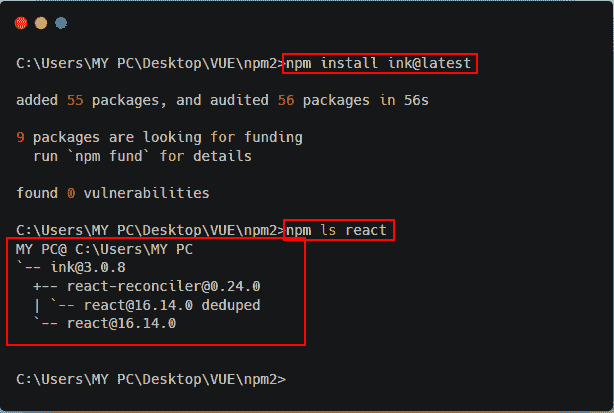 C:\Users\MY PC\Desktop\VUE\npm2>npm install ink@latest
added 55 packages, and audited 56 packages in 56s
9 packages are looking for funding
  run `npm fund` for details
found 0 vulnerabilities
C:\Users\MY PC\Desktop\VUE\npm2>npm ls react
MY PC@ C:\Users\MY PC
`-- ink@3.0.8
  +-- react-reconciler@0.24.0
  | `-- react@16.14.0 deduped
  `-- react@16.14.0
C:\Users\MY PC\Desktop\VUE\npm2>